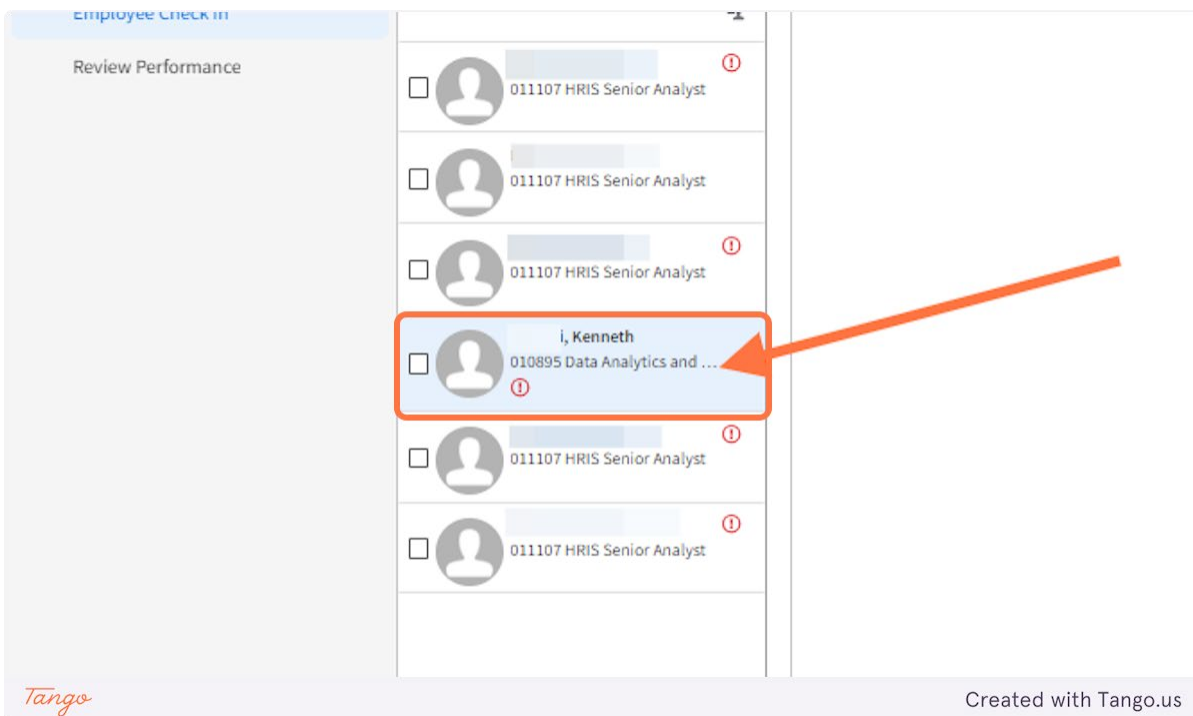 Employee Check In
Review Performance
011107 HRIS Senior Analyst
011107 HRIS Senior Analyst
011107 HRIS Senior Analyst
i, Kenneth
010895 Data Analytics and ...
011107 HRIS Senior Analyst
011107 HRIS Senior Analyst
Tango
Created with Tango.us